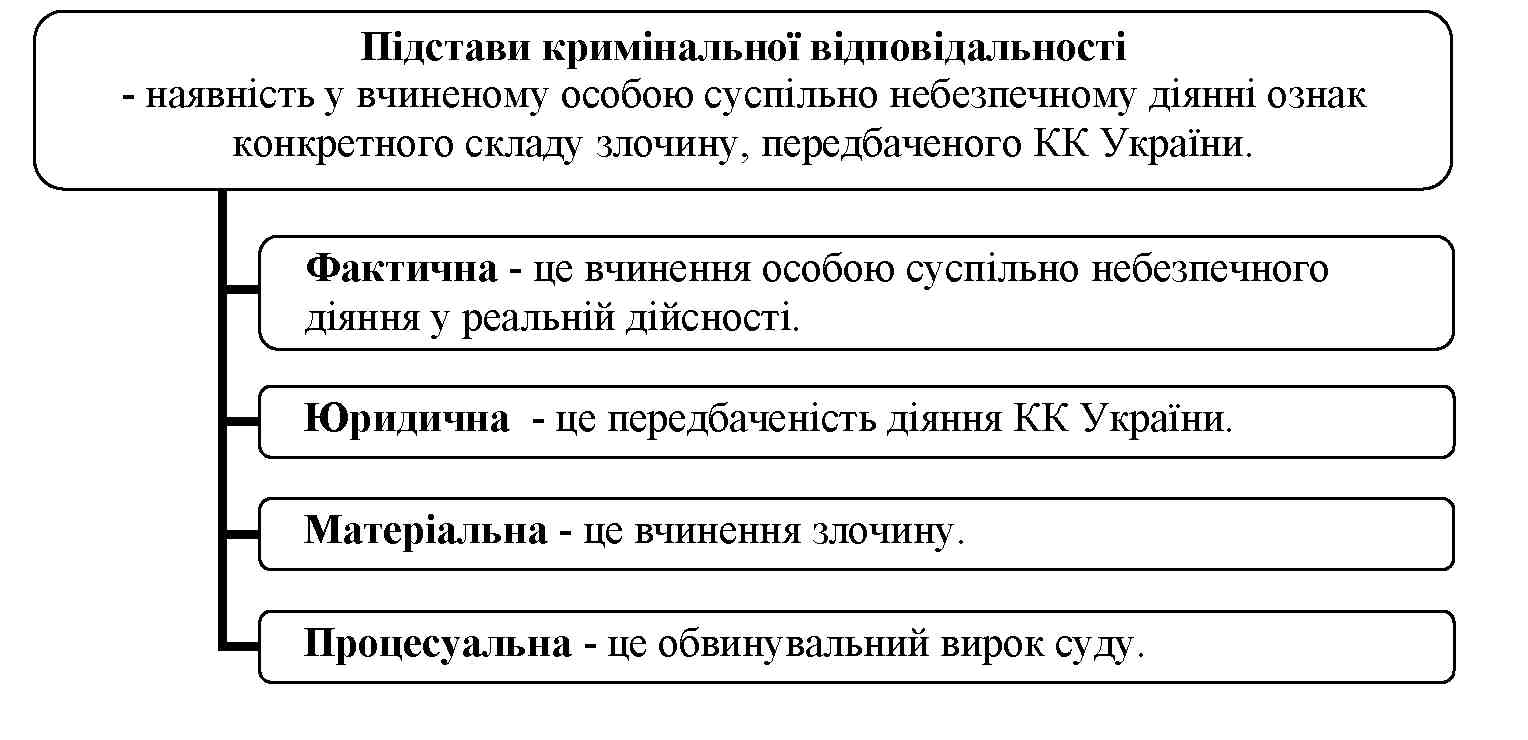 Підстави кримінальної відповідальності
- наявність у вчиненому особою суспільно небезпечному діянні ознак
конкретного складу злочину, передбаченого КК України.
Фактична - це вчинення особою суспільно небезпечного
діяння у реальній дійсності.
Юридична - це передбаченість діяння КК України.
Матеріальна - це вчинення злочину.
Процесуальна - це обвинувальний вирок суду.